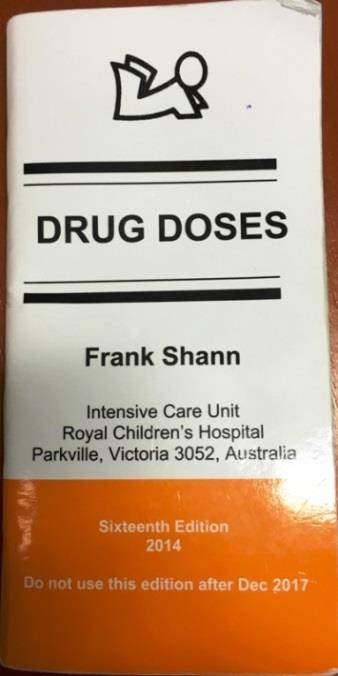 DRUG DOSES
Frank Shann
Intensive Care Unit
Royal Children's Hospital
Parkville, Victoria 3052, Australia
Sixteenth Edition
2014
Do not use this edition after Dec 2017